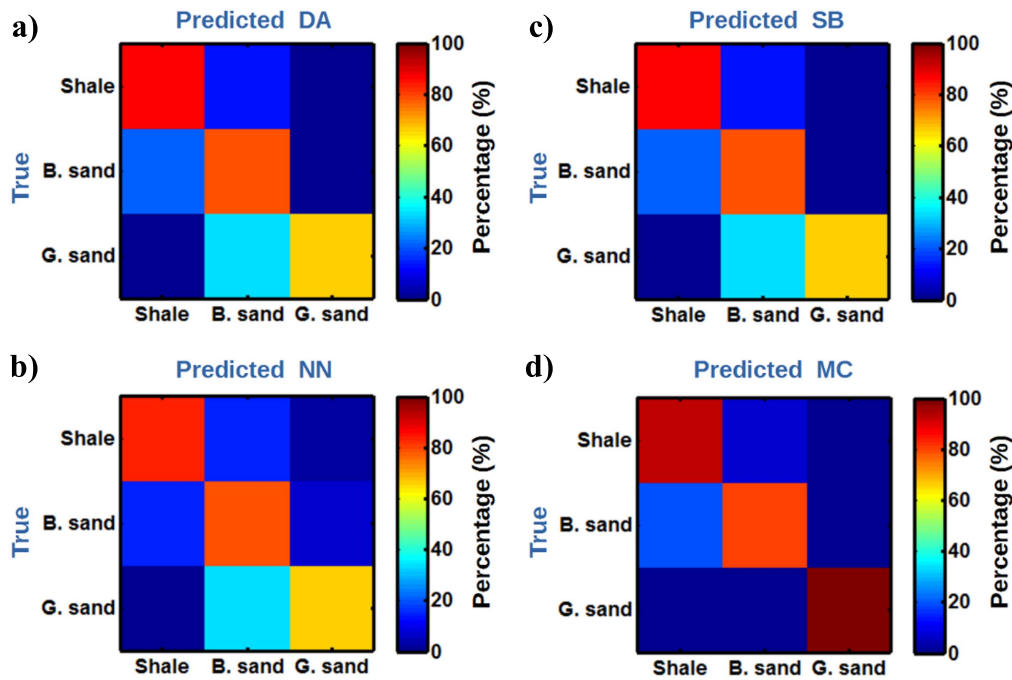 a)
Predicted DA
Shale
B. sand
G. sand
True
Shale B. sand G. sand
100
80
60
40
20
0
Percentage (%)
c)
Predicted SB
Shale
B. sand
G. sand
True
Shale B. sand G. sand
100
80
60
40
20
0
Percentage (%)
b)
Predicted NN
Shale
B. sand
G. sand
True
Shale B. sand G. sand
100
80
60
40
20
0
Percentage (%)
d)
Predicted MC
Shale
B. sand
G. sand
True
Shale B. sand G. sand
100
80
60
40
20
0
Percentage (%)